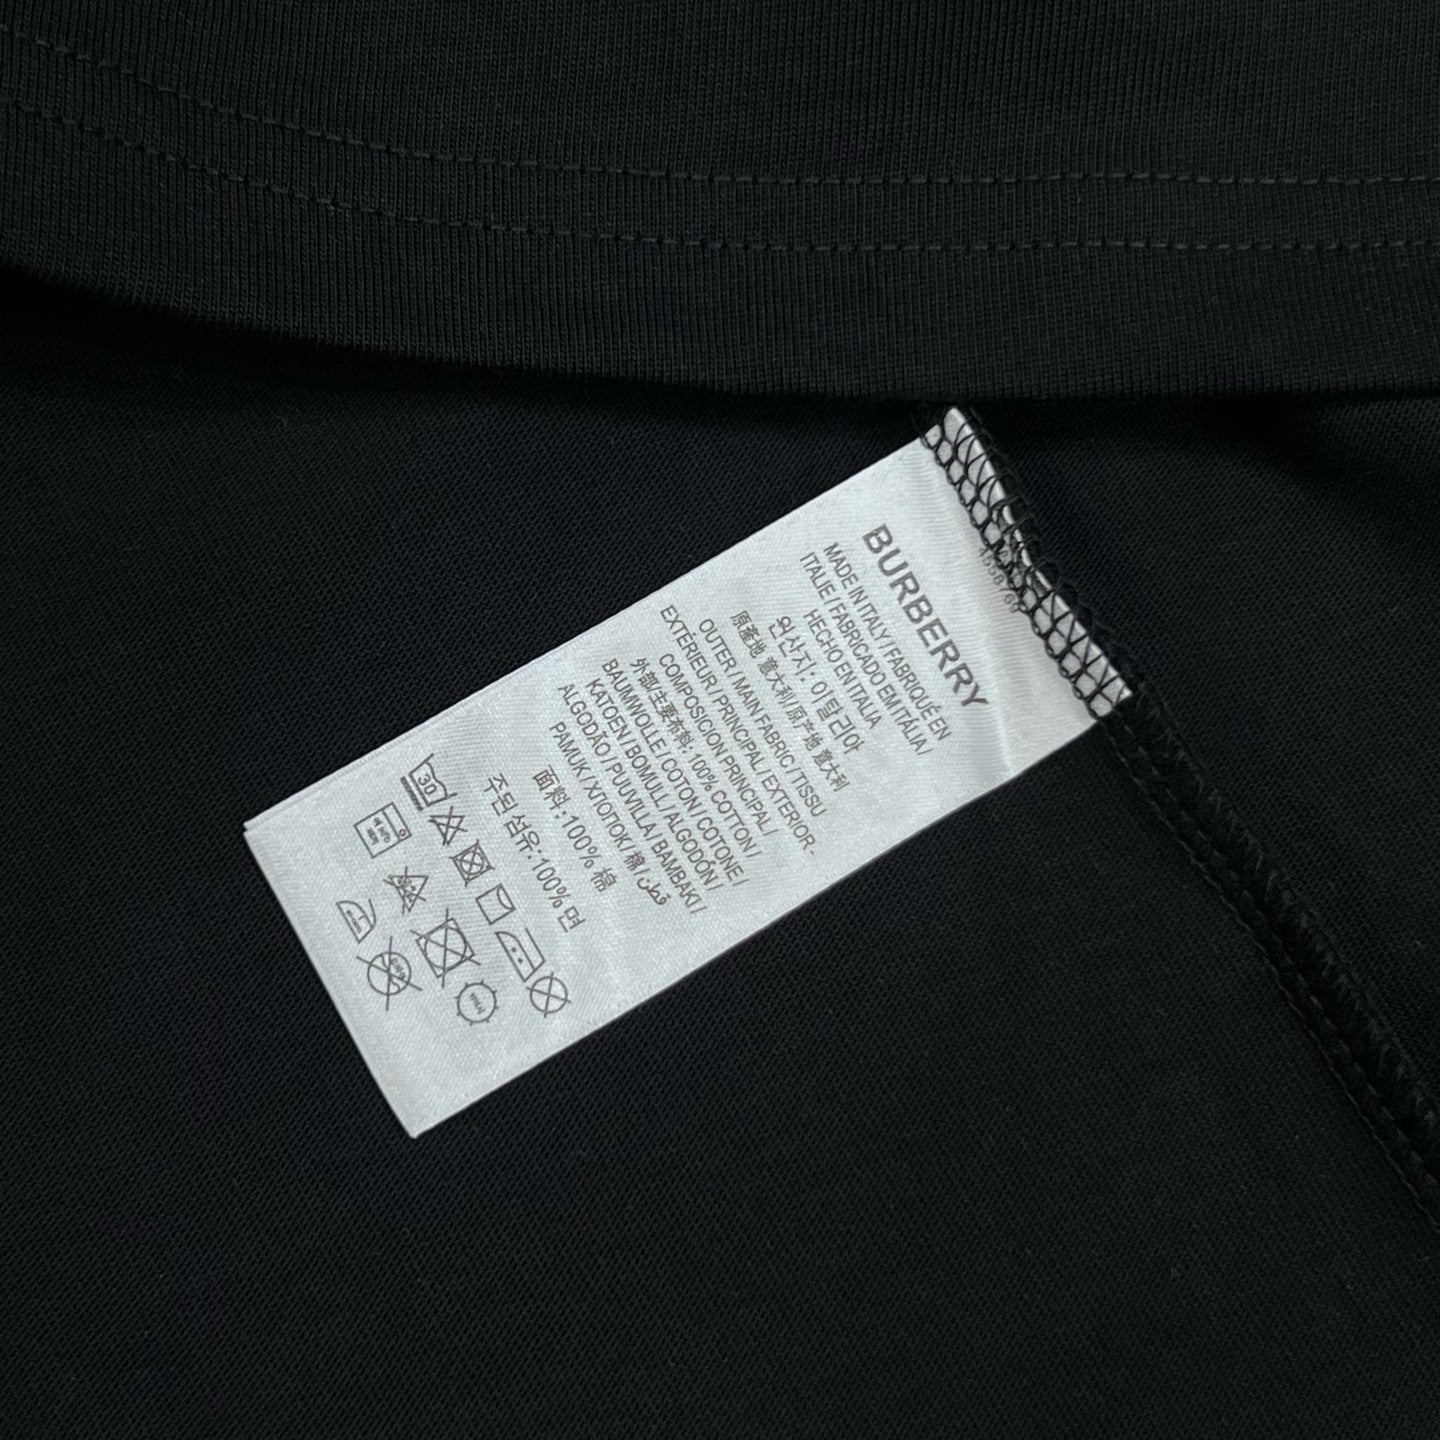 BURBERRY
MADE IN ITALY / FABRIQUÉ EN
ITALIE / FABRICADO EM ITÁLIA /
HECHO EN ITALIA
원산지: 이탈리아
原產地 意大利/原产地 意大利
OUTER / MAIN FABRIC / TISSU
EXTÉRIEUR / PRINCIPAL / EXTERIOR -
COMPOSICION PRINCIPAL /
外部/主要布料: 100% COTTON /
BAUMWOLLE / COTON / COTONE /
KATOEN / BOMULL / ALGODÓN /
ALGODÃO / PUUVILLA / BAMBAKI /
PAMUK / ХЛОПОК / 棉 / قطن
面料: 100% 棉
주된 섬유: 100% 면
30